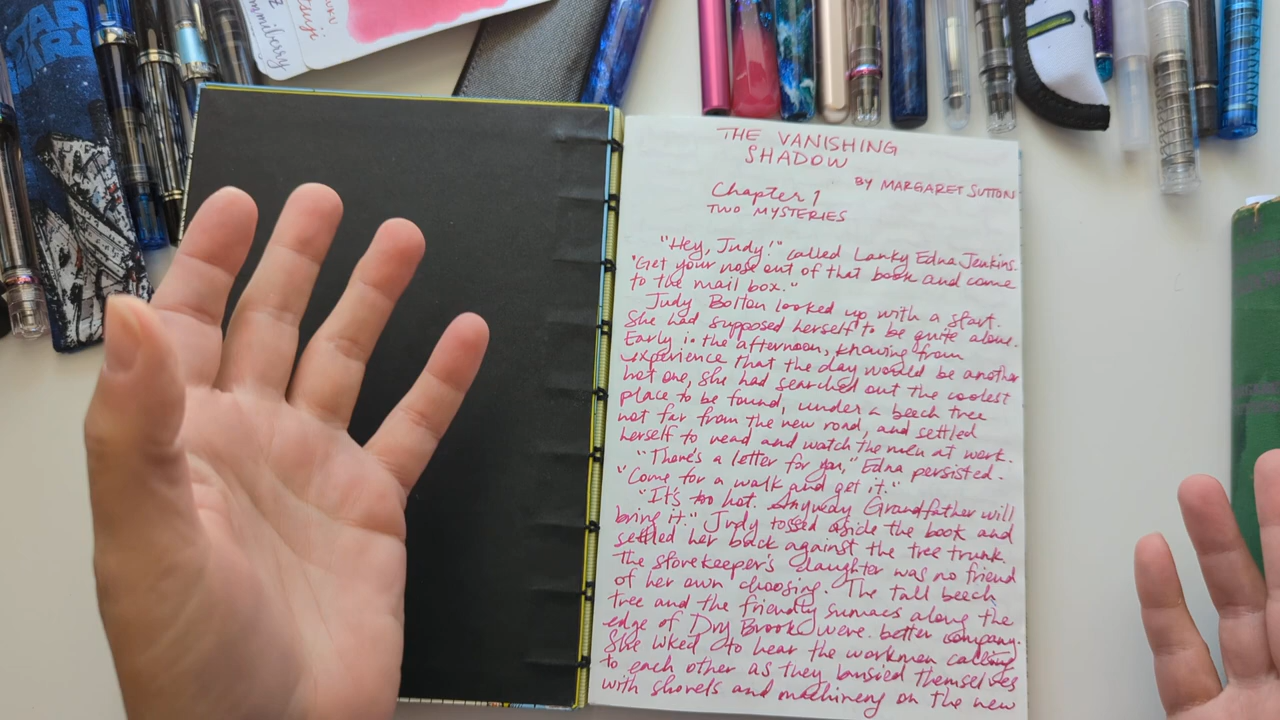 STAR
WARS
mmiberry
THE VANISHING
SHADOW
BY MARGARET SUTTON
Chapter 1
TWO MYSTERIES
"Hey, Judy!" called Lanky Edna Jenkins.
"Get your nose out of that book and come
to the mail box."
Judy Bolton looked up with a start.
She had supposed herself to be quite alone.
Early in the afternoon, knowing from
experience that the day would be another
hot one, she had searched out the coolest
place to be found, under a beech tree
not far from the new road, and settled
herself to read and watch the men at work.
"There's a letter for you," Edna persisted.
"Come for a walk and get it."
"It's too hot. Anyway Grandfather will
bring it." Judy tossed aside the book and
settled her back against the tree trunk.
The storekeeper's daughter was no friend
of her own choosing. The tall beech
tree and the friendly sumacs along the
edge of Dry Brook were better company.
She liked to hear the workmen calling
to each other as they busied themselves
with shovels and machinery on the new